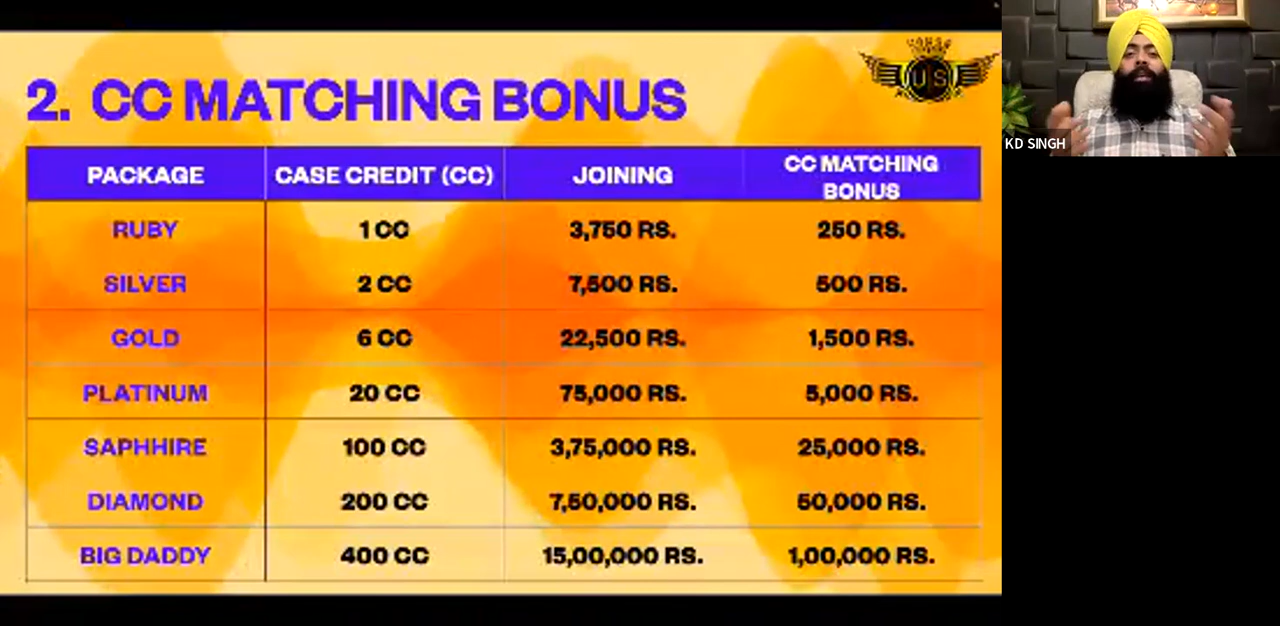 2. CC MATCHING BONUS
US
PACKAGE CASE CREDIT (CC) JOINING CC MATCHING BONUS
RUBY 1 CC 3,750 RS. 250 RS.
SILVER 2 CC 7,500 RS. 500 RS.
GOLD 6 CC 22,500 RS. 1,500 RS.
PLATINUM 20 CC 75,000 RS. 5,000 RS.
SAPHHIRE 100 CC 3,75,000 RS. 25,000 RS.
DIAMOND 200 CC 7,50,000 RS. 50,000 RS.
BIG DADDY 400 CC 15,00,000 RS. 1,00,000 RS.
KD SINGH